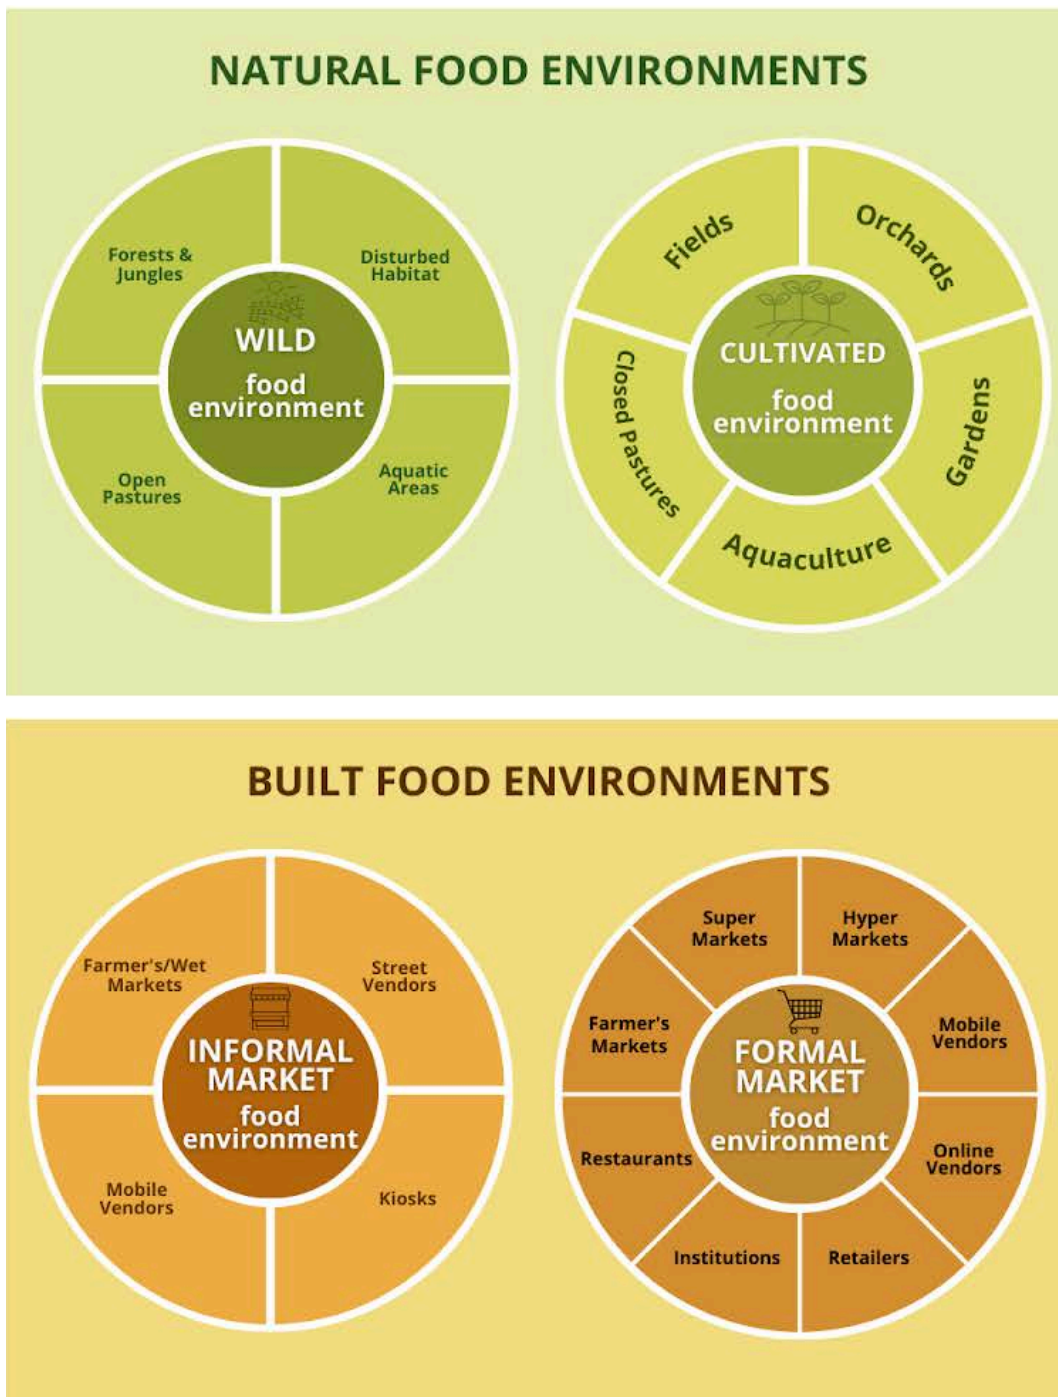 NATURAL FOOD ENVIRONMENTS
Forests &
Jungles
Disturbed
Habitat
WILD
food
environment
Open
Pastures
Aquatic
Areas
Fields
Orchards
CULTIVATED
food
environment
Closed Pastures
Gardens
Aquaculture
BUILT FOOD ENVIRONMENTS
Farmer's/Wet
Markets
Street
Vendors
INFORMAL
MARKET
food
environment
Mobile
Vendors
Kiosks
Super
Markets
Hyper
Markets
Farmer's
Markets
Mobile
Vendors
FORMAL
MARKET
food
environment
Restaurants
Online
Vendors
Institutions
Retailers